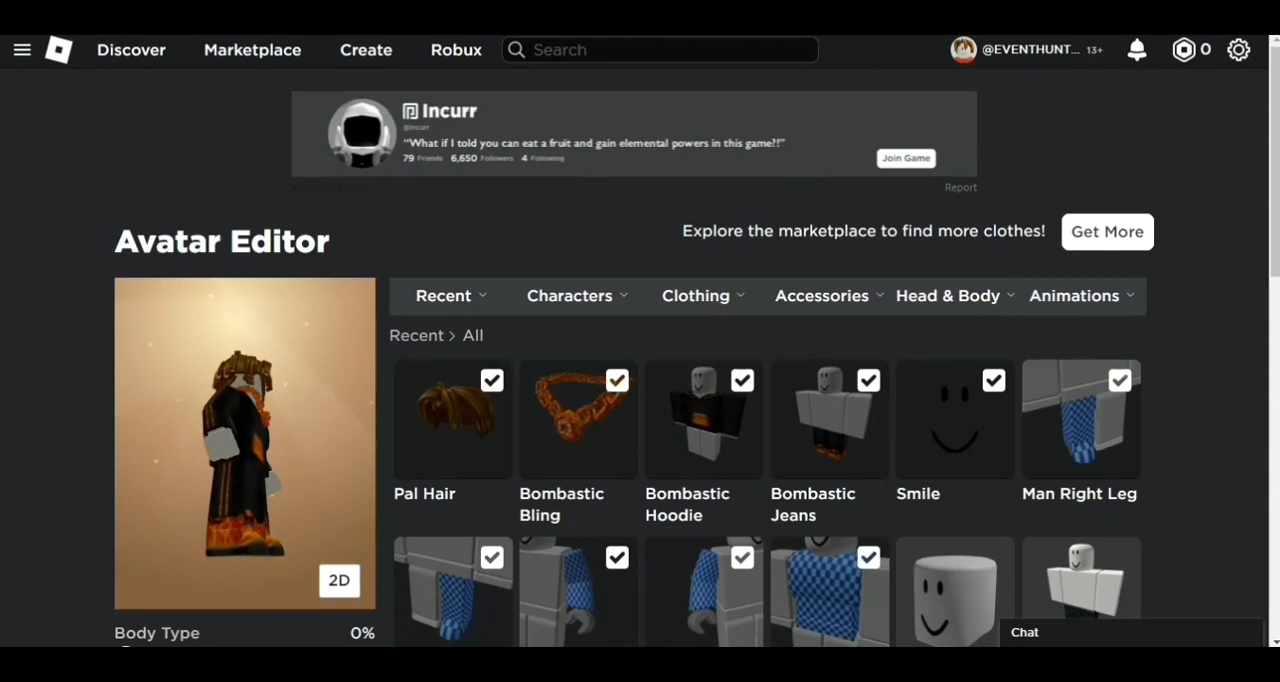 Discover Marketplace Create Robux Search @EVENTHUNT... 13+ 0
Incurr
@Incurr
"What if I told you can eat a fruit and gain elemental powers in this game?!"
79 Friends 6,650 Followers 4 Following
Join Game
Report
Avatar Editor
Explore the marketplace to find more clothes! Get More
Recent Characters Clothing Accessories Head & Body Animations
Recent > All
Pal Hair
Bombastic
Bling
Bombastic
Hoodie
Bombastic
Jeans
Smile
Man Right Leg
2D
Body Type 0%
Chat